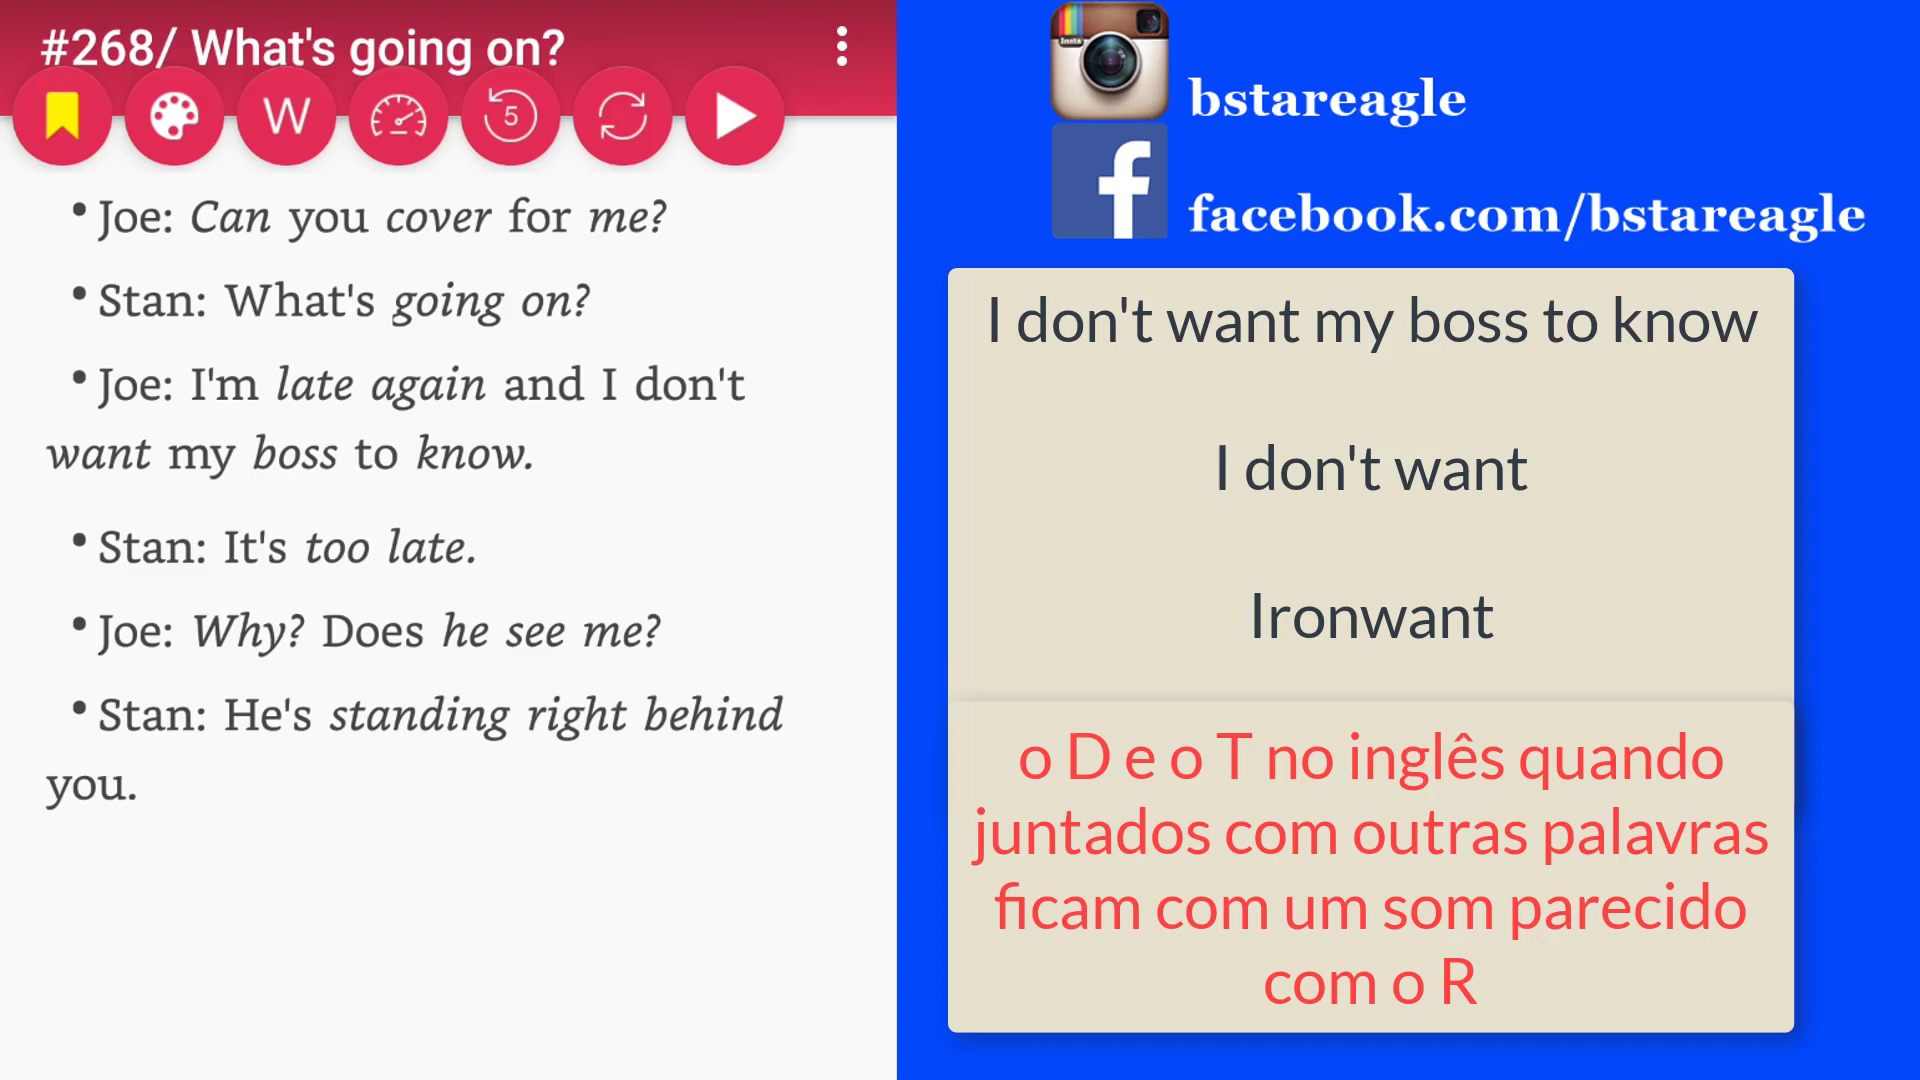 #268/ What's going on?
W
5
• Joe: Can you cover for me?
• Stan: What's going on?
• Joe: I'm late again and I don't
want my boss to know.
• Stan: It's too late.
• Joe: Why? Does he see me?
• Stan: He's standing right behind
you.
Insta
bstareagle
f
facebook.com/bstareagle
I don't want my boss to know
I don't want
Ironwant
o D e o T no inglês quando
juntados com outras palavras
ficam com um som parecido
com o R